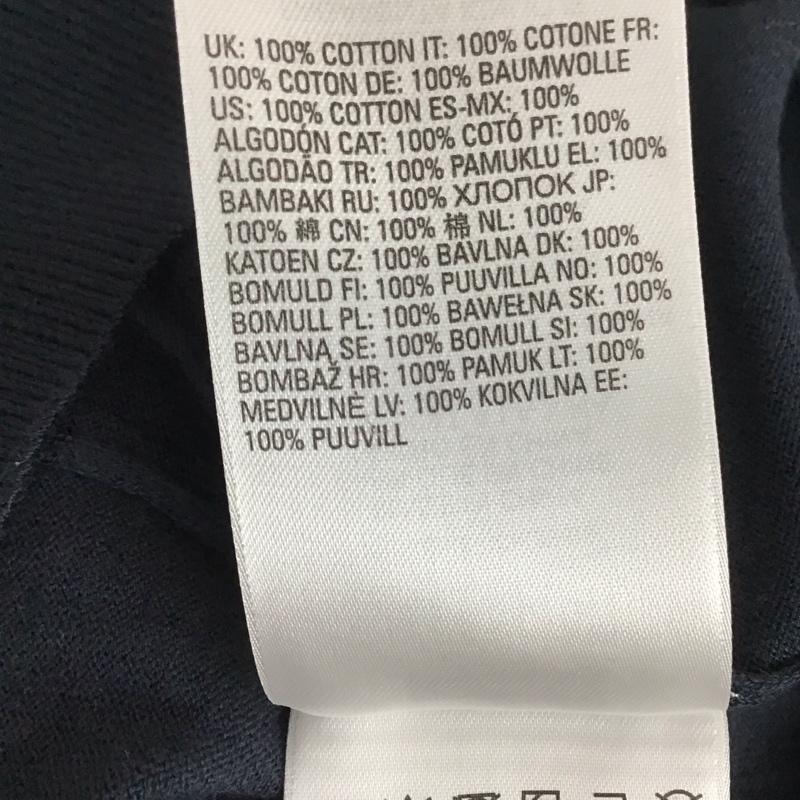 UK: 100% COTTON IT: 100% COTONE FR:
100% COTON DE: 100% BAUMWOLLE
US: 100% COTTON ES-MX: 100%
ALGODÓN CAT: 100% COTÓ PT: 100%
ALGODÃO TR: 100% PAMUKLU EL: 100%
BAMBAKI RU: 100% ХЛОПОК JP:
100% 綿 CN: 100% 棉 NL: 100%
KATOEN CZ: 100% BAVLNA DK: 100%
BOMULD FI: 100% PUUVILLA NO: 100%
BOMULL PL: 100% BAWEŁNA SK: 100%
BAVLNA SE: 100% BOMULL SI: 100%
BOMBAŽ HR: 100% PAMUK LT: 100%
MEDVILNĖ LV: 100% KOKVILNA EE:
100% PUUVILL